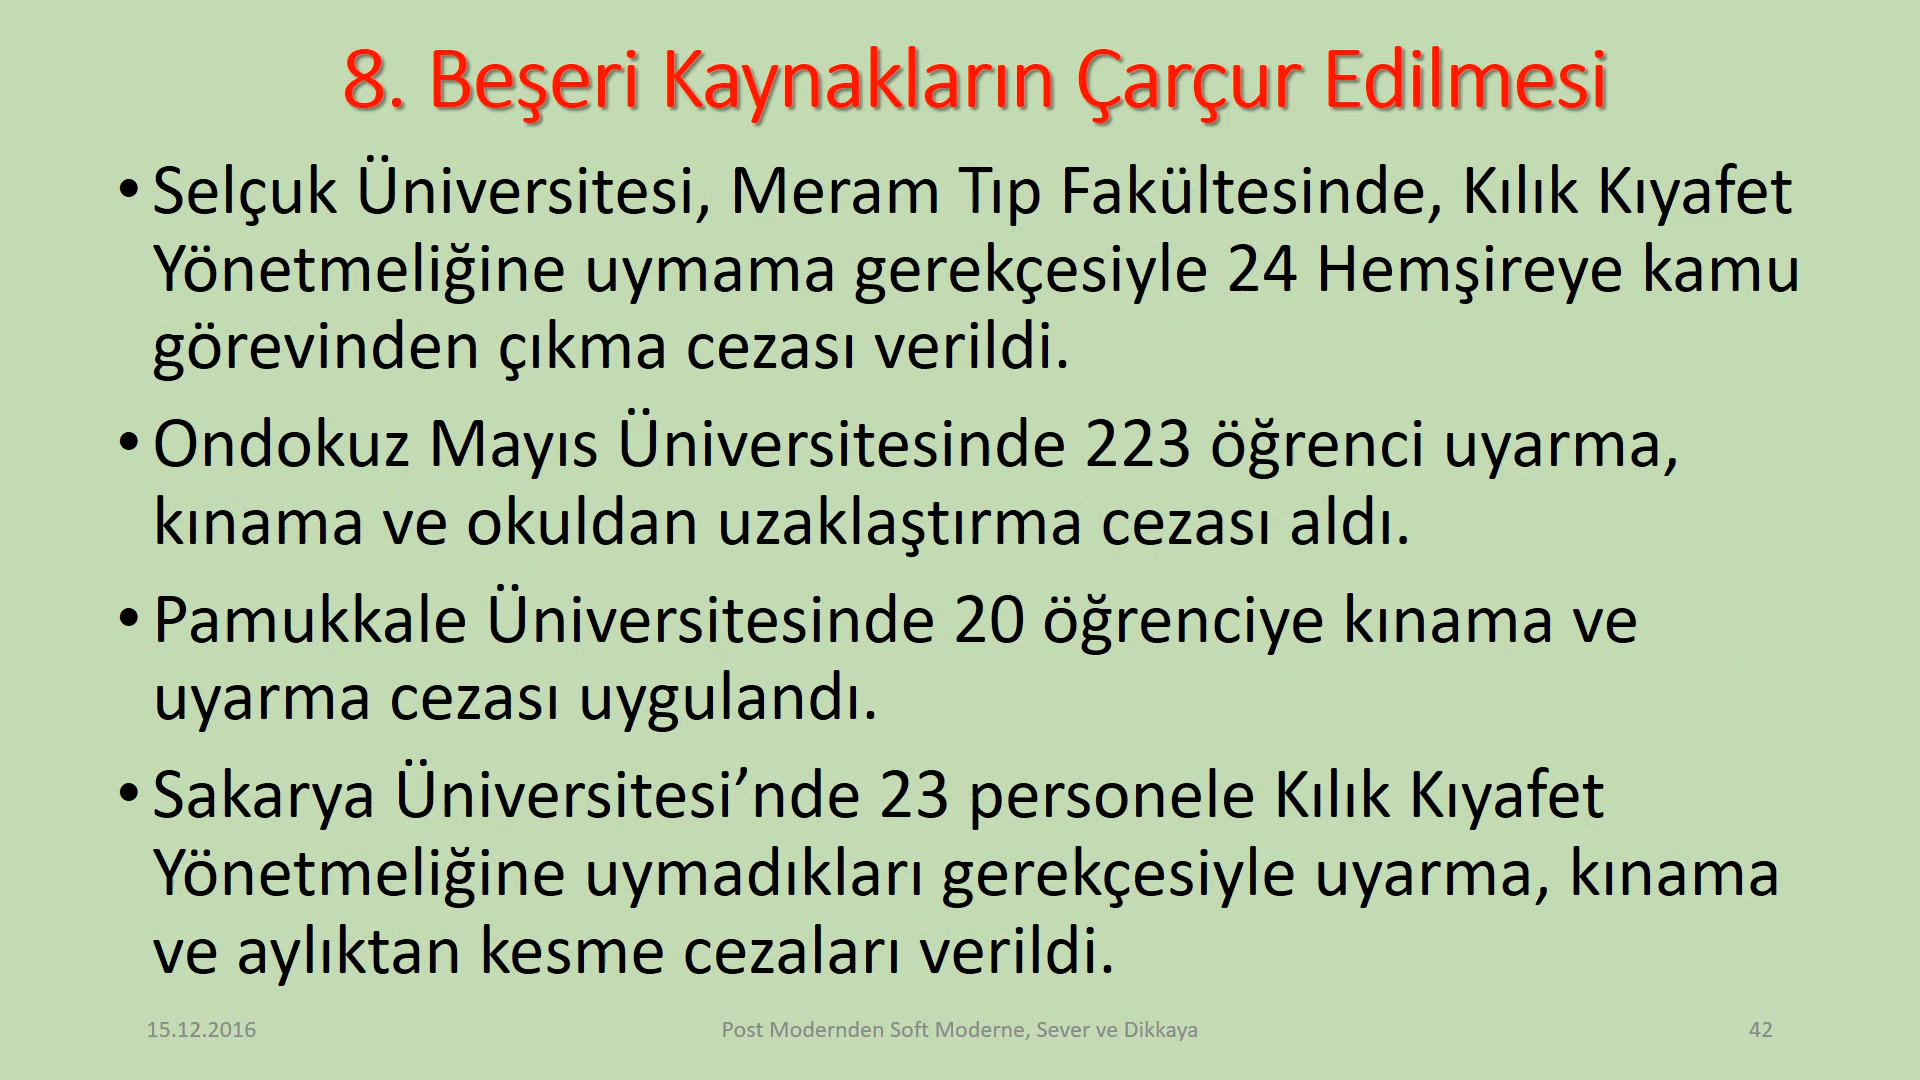 8. Beşeri Kaynakların Çarçur Edilmesi
• Selçuk Üniversitesi, Meram Tıp Fakültesinde, Kılık Kıyafet
Yönetmeliğine uymama gerekçesiyle 24 Hemşireye kamu
görevinden çıkma cezası verildi.
• Ondokuz Mayıs Üniversitesinde 223 öğrenci uyarma,
kınama ve okuldan uzaklaştırma cezası aldı.
• Pamukkale Üniversitesinde 20 öğrenciye kınama ve
uyarma cezası uygulandı.
• Sakarya Üniversitesi’nde 23 personele Kılık Kıyafet
Yönetmeliğine uymadıkları gerekçesiyle uyarma, kınama
ve aylıktan kesme cezaları verildi.
15.12.2016
Post Modernden Soft Moderne, Sever ve Dikkaya
42